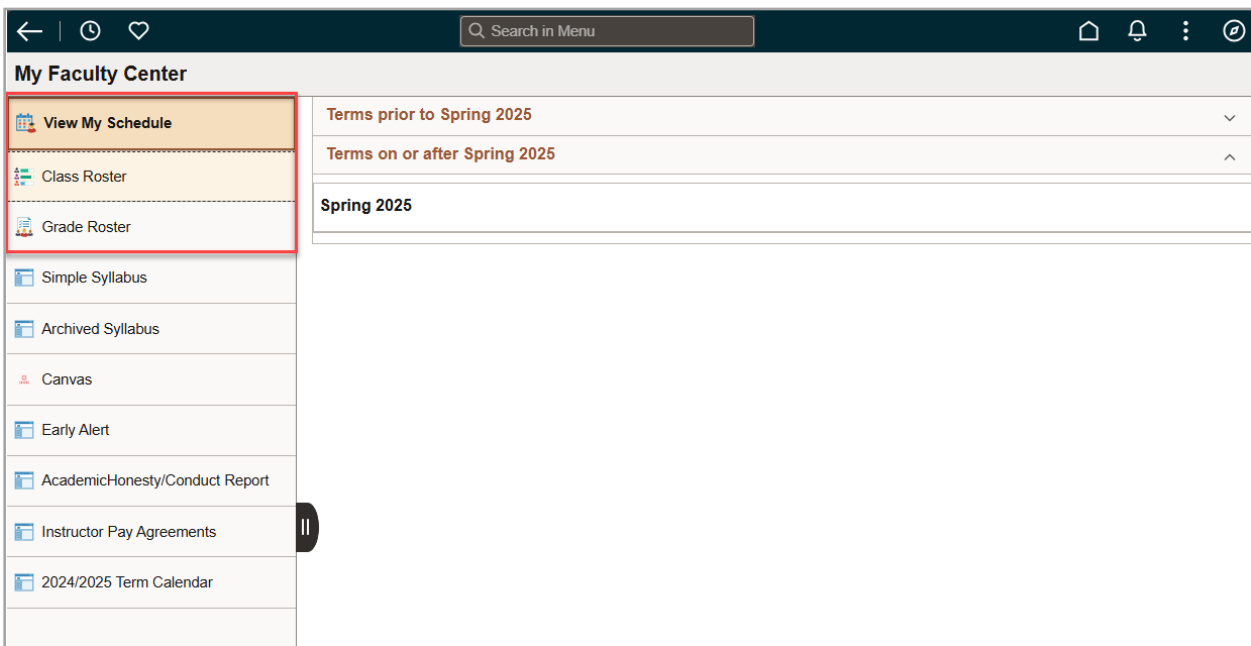 Search in Menu
My Faculty Center
View My Schedule
Class Roster
Grade Roster
Simple Syllabus
Archived Syllabus
Canvas
Early Alert
AcademicHonesty/Conduct Report
Instructor Pay Agreements
2024/2025 Term Calendar
Terms prior to Spring 2025
Terms on or after Spring 2025
Spring 2025